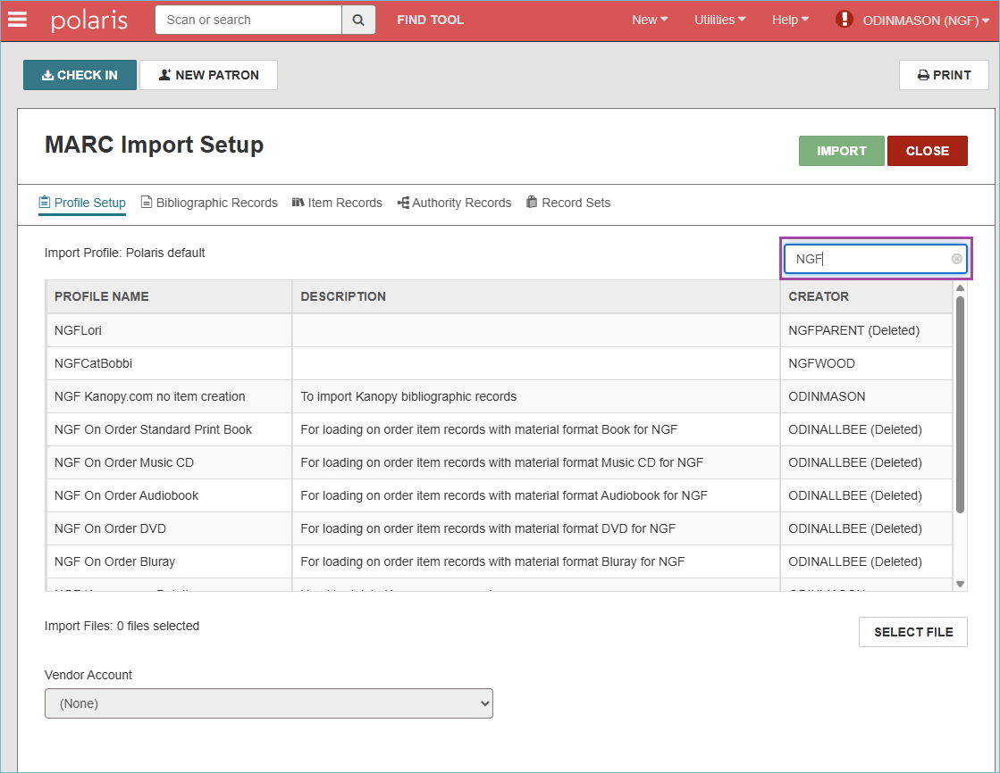 polaris Scan or search FIND TOOL New Utilities Help ODINMASON (NGF)
CHECK IN NEW PATRON PRINT
MARC Import Setup
IMPORT CLOSE
Profile Setup Bibliographic Records Item Records Authority Records Record Sets
Import Profile: Polaris default
NGF
PROFILE NAME DESCRIPTION CREATOR
NGFLori NGFPARENT (Deleted)
NGFCatBobbi NGFWOOD
NGF Kanopy.com no item creation To import Kanopy bibliographic records ODINMASON
NGF On Order Standard Print Book For loading on order item records with material format Book for NGF ODINALLBEE (Deleted)
NGF On Order Music CD For loading on order item records with material format Music CD for NGF ODINALLBEE (Deleted)
NGF On Order Audiobook For loading on order item records with material format Audiobook for NGF ODINALLBEE (Deleted)
NGF On Order DVD For loading on order item records with material format DVD for NGF ODINALLBEE (Deleted)
NGF On Order Bluray For loading on order item records with material format Bluray for NGF ODINALLBEE (Deleted)
Import Files: 0 files selected
SELECT FILE
Vendor Account
(None)